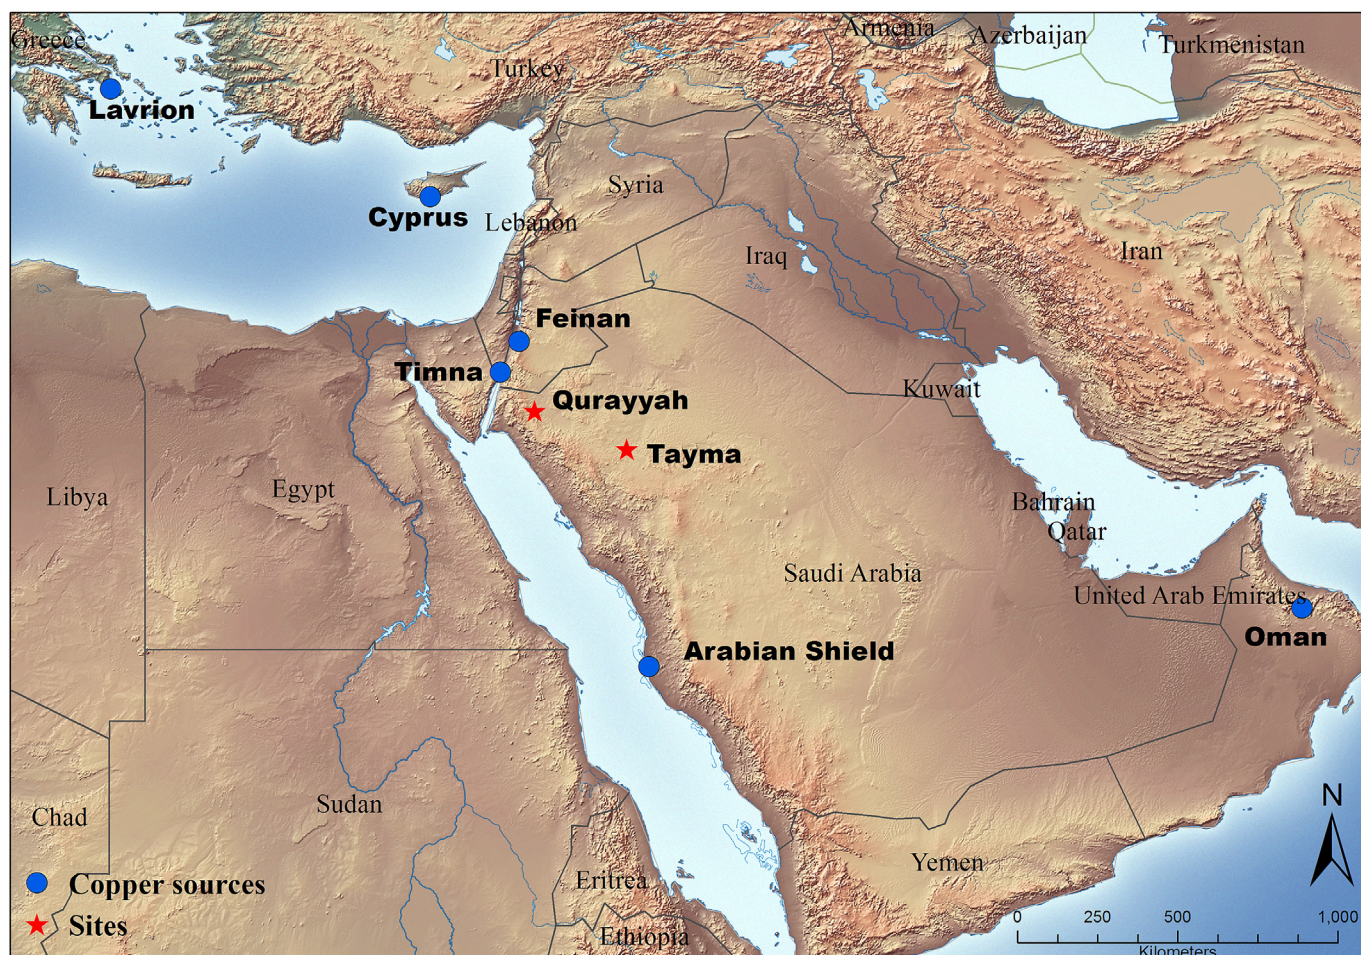 Greece
Turkey
Armenia
Azerbaijan
Turkmenistan
Lavrion
Cyprus
Syria
Lebanon
Iraq
Iran
Feinan
Timna
Qurayyah
Kuwait
Tayma
Libya
Egypt
Bahrain
Qatar
Saudi Arabia
United Arab Emirates
Oman
Arabian Shield
Sudan
Chad
Yemen
Eritrea
Ethiopia
Copper sources
Sites
N
0 250 500 1,000
Kilometers